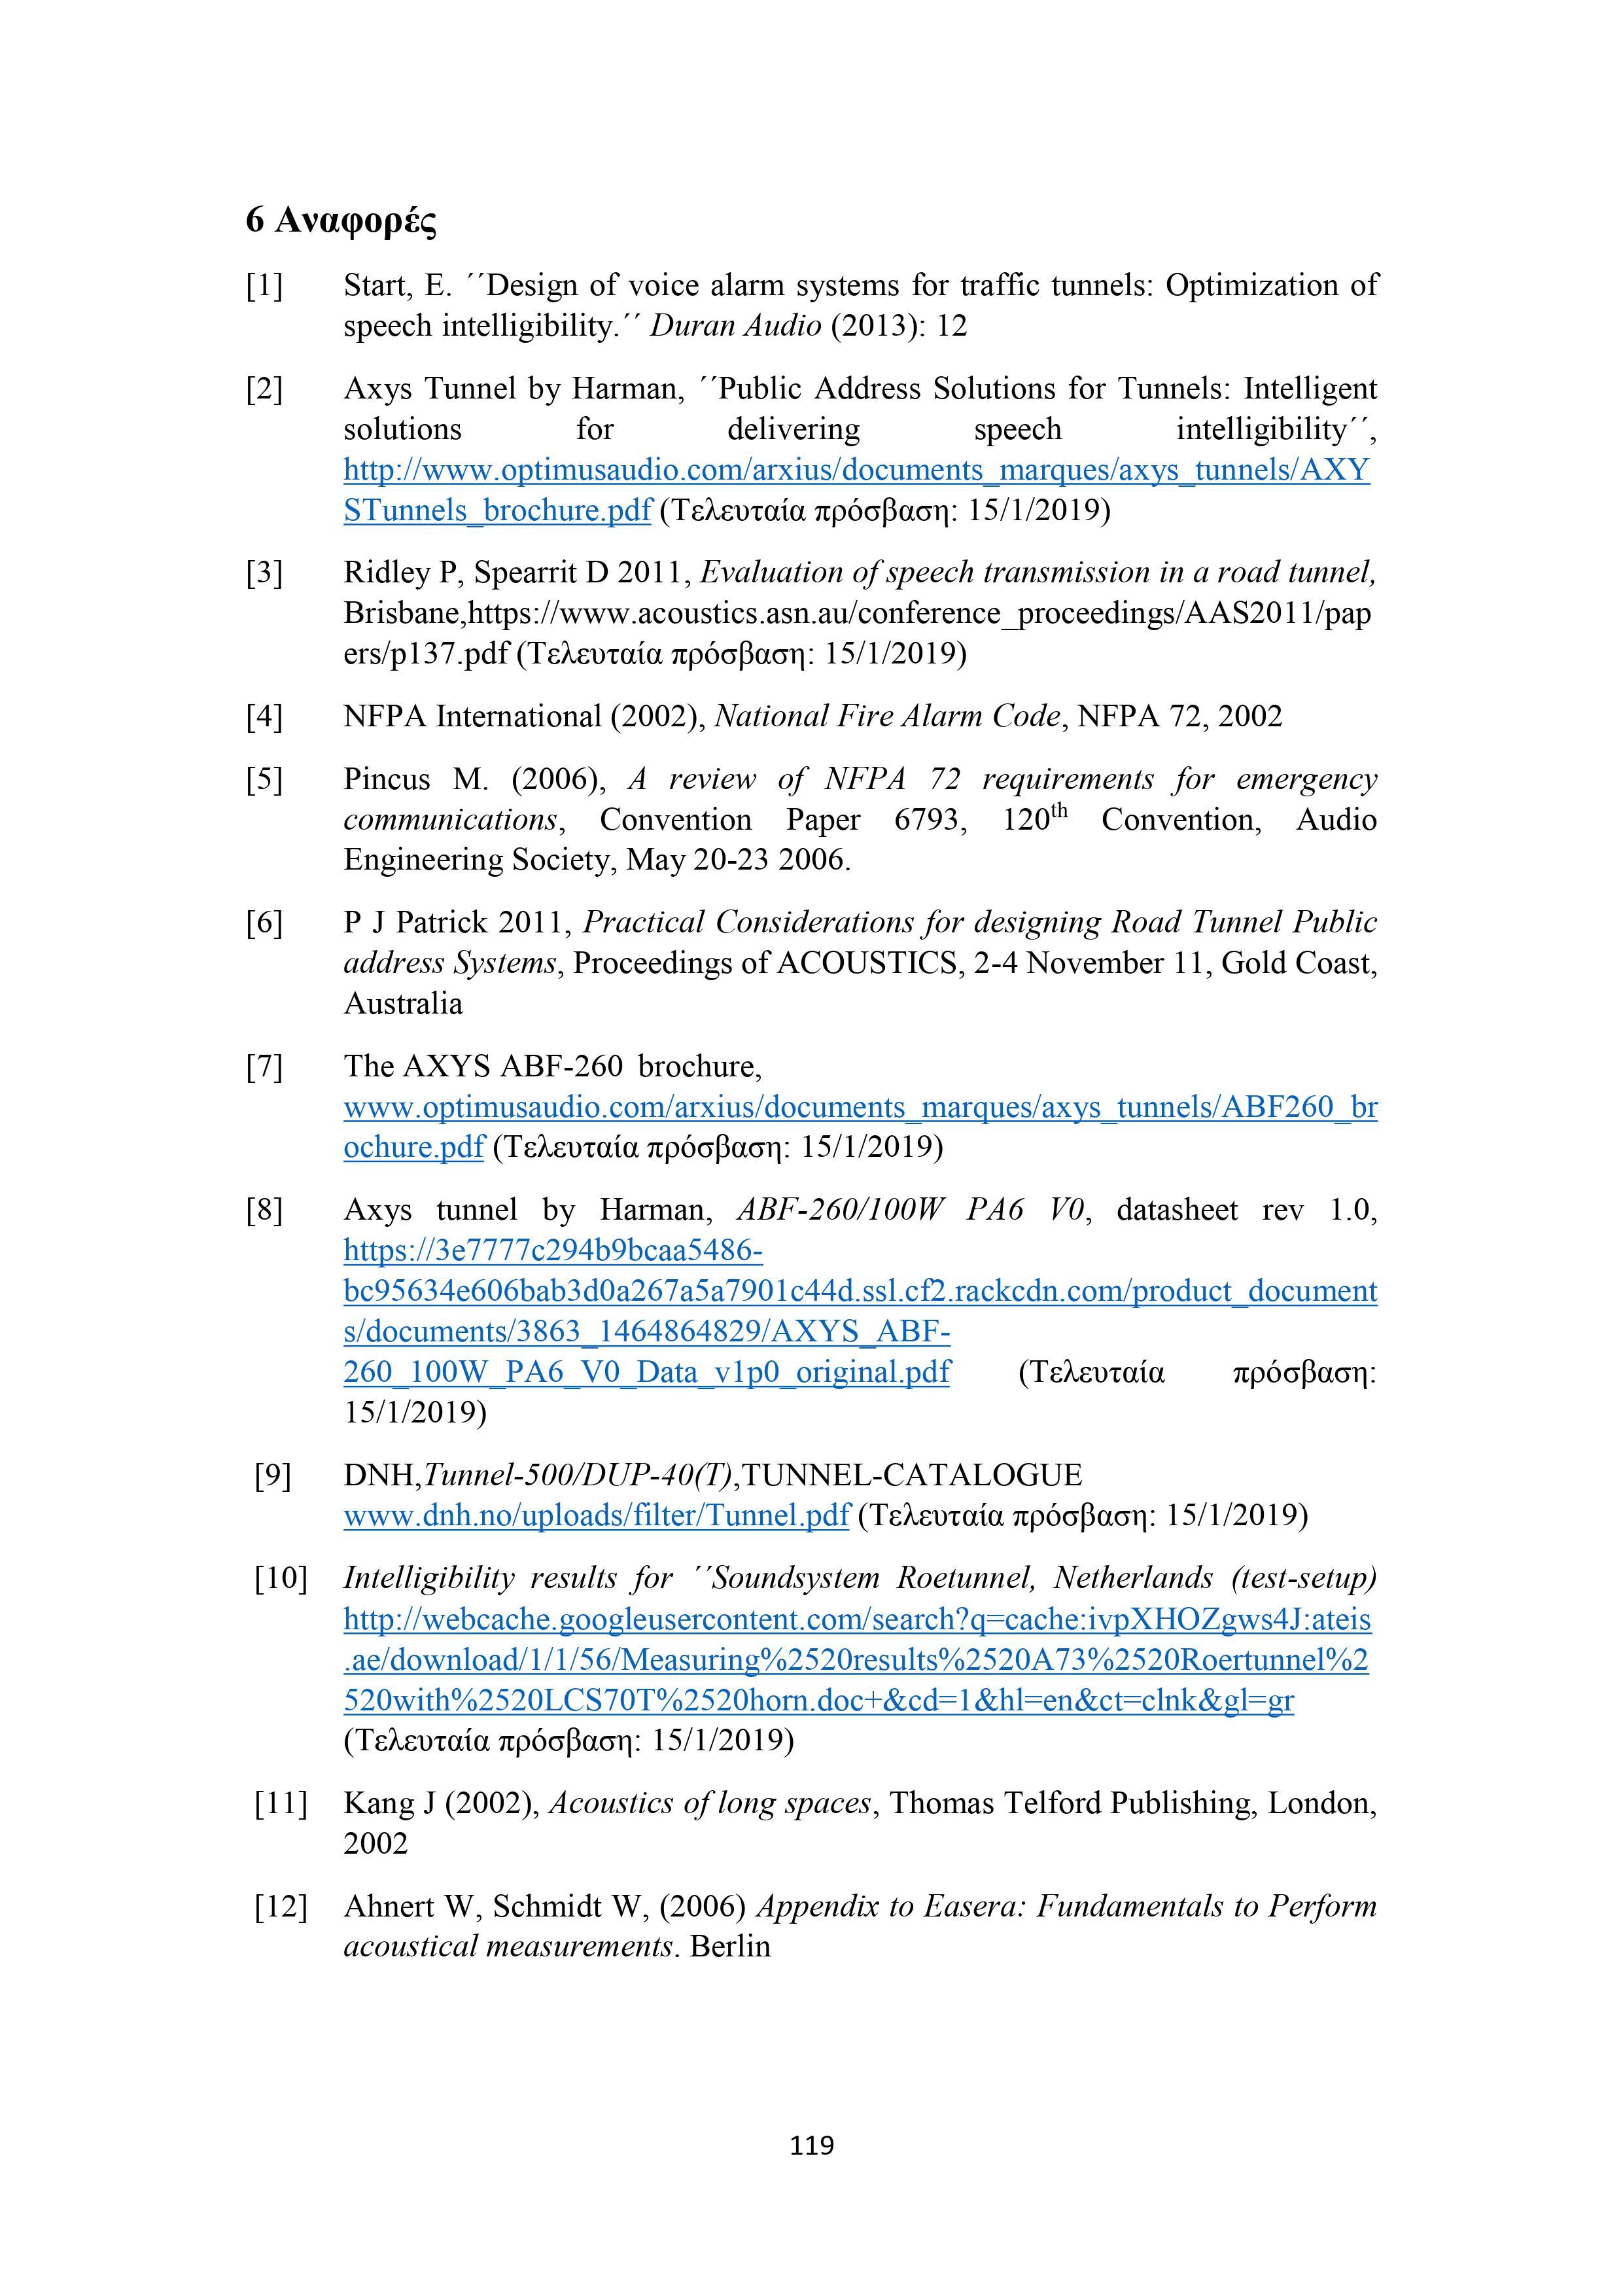 6 Αναφορές
[1] Start, E. ´´Design of voice alarm systems for traffic tunnels: Optimization of
speech intelligibility.´´ Duran Audio (2013): 12
[2] Axys Tunnel by Harman, ´´Public Address Solutions for Tunnels: Intelligent
solutions for delivering speech intelligibility´´,
http://www.optimusaudio.com/arxius/documents_marques/axys_tunnels/AXY
STunnels_brochure.pdf (Τελευταία πρόσβαση: 15/1/2019)
[3] Ridley P, Spearrit D 2011, Evaluation of speech transmission in a road tunnel,
Brisbane,https://www.acoustics.asn.au/conference_proceedings/AAS2011/pap
ers/p137.pdf (Τελευταία πρόσβαση: 15/1/2019)
[4] NFPA International (2002), National Fire Alarm Code, NFPA 72, 2002
[5] Pincus M. (2006), A review of NFPA 72 requirements for emergency
communications, Convention Paper 6793, 120th Convention, Audio
Engineering Society, May 20-23 2006.
[6] P J Patrick 2011, Practical Considerations for designing Road Tunnel Public
address Systems, Proceedings of ACOUSTICS, 2-4 November 11, Gold Coast,
Australia
[7] The AXYS ABF-260 brochure,
www.optimusaudio.com/arxius/documents_marques/axys_tunnels/ABF260_br
ochure.pdf (Τελευταία πρόσβαση: 15/1/2019)
[8] Axys tunnel by Harman, ABF-260/100W PA6 V0, datasheet rev 1.0,
https://3e7777c294b9bcaa5486-
bc95634e606bab3d0a267a5a7901c44d.ssl.cf2.rackcdn.com/product_document
s/documents/3863_1464864829/AXYS_ABF-
260_100W_PA6_V0_Data_v1p0_original.pdf (Τελευταία πρόσβαση:
15/1/2019)
[9] DNH,Tunnel-500/DUP-40(T),TUNNEL-CATALOGUE
www.dnh.no/uploads/filter/Tunnel.pdf (Τελευταία πρόσβαση: 15/1/2019)
[10] Intelligibility results for ´´Soundsystem Roetunnel, Netherlands (test-setup)
http://webcache.googleusercontent.com/search?q=cache:ivpXHOZgws4J:ateis
.ae/download/1/1/56/Measuring%2520results%2520A73%2520Roertunnel%2
520with%2520LCS70T%2520horn.doc+&cd=1&hl=en&ct=clnk&gl=gr
(Τελευταία πρόσβαση: 15/1/2019)
[11] Kang J (2002), Acoustics of long spaces, Thomas Telford Publishing, London,
2002
[12] Ahnert W, Schmidt W, (2006) Appendix to Easera: Fundamentals to Perform
acoustical measurements. Berlin
119